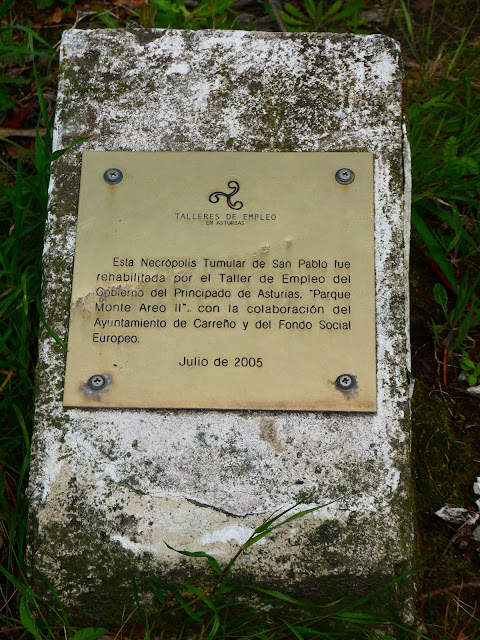 TALLERES DE EMPLEO
EN ASTURIAS
Esta Necrópolis Tumular de San Pablo fue
rehabilitada por el Taller de Empleo del
Gobierno del Principado de Asturias, "Parque
Monte Areo II", con la colaboración del
Ayuntamiento de Carreño y del Fondo Social
Europeo.
Julio de 2005